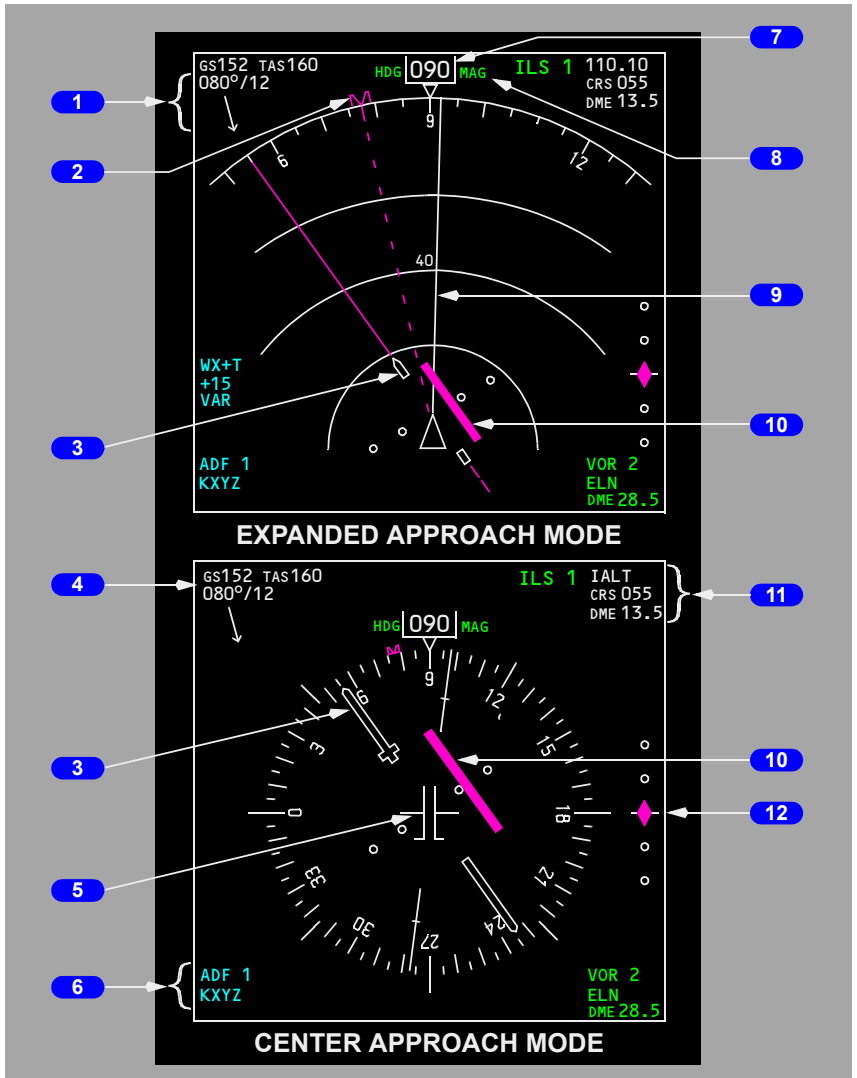 GS152 TAS160
080º/12
HDG 090 MAG
ILS 1 110.10
CRS 055
DME 13.5
7
1
2
8
6
9
12
40
9
WX+T
+15
VAR
3
10
ADF 1
KXYZ
VOR 2
ELN
DME 28.5
EXPANDED APPROACH MODE
4
GS152 TAS160
080º/12
ILS 1 IALT
CRS 055
DME 13.5
11
HDG 090 MAG
9
6
12
3
15
3
10
0
18
12
33
21
5
30
24
27
6
ADF 1
KXYZ
VOR 2
ELN
DME 28.5
CENTER APPROACH MODE